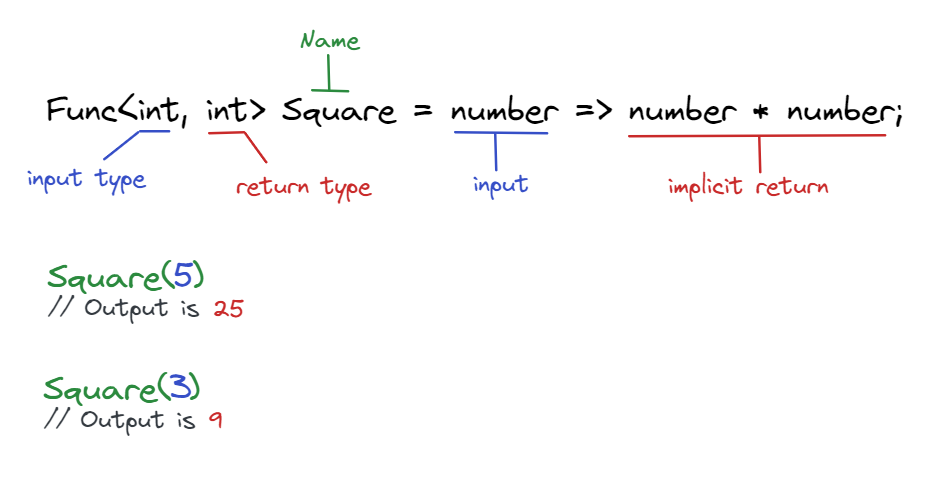 Name
Func<int, int> Square = number => number * number;
input type
return type
input
implicit return
Square(5)
// Output is 25
Square(3)
// Output is 9